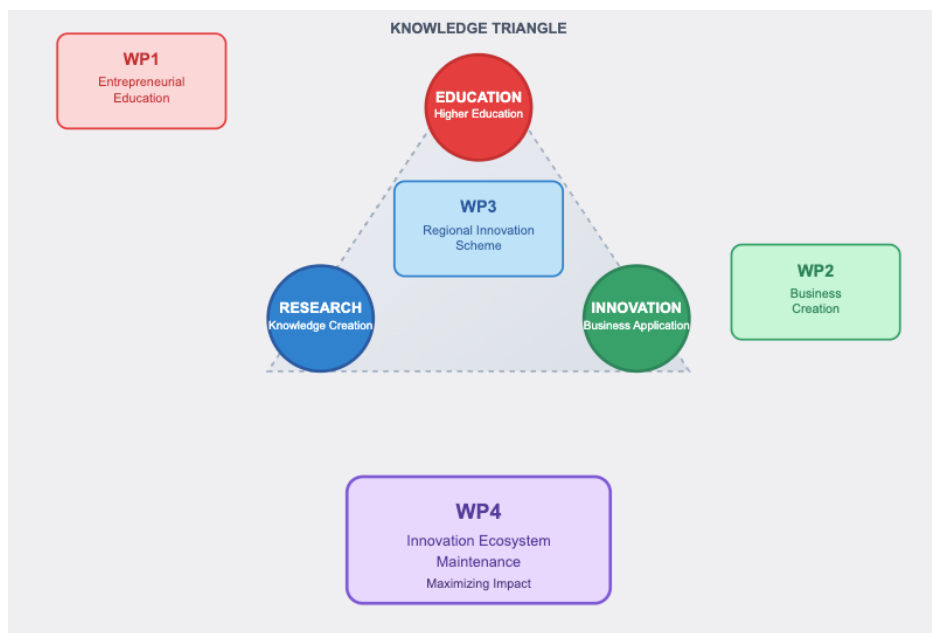 KNOWLEDGE TRIANGLE
WP1
Entrepreneurial
Education
EDUCATION
Higher Education
WP3
Regional Innovation
Scheme
WP2
Business
Creation
RESEARCH
Knowledge Creation
INNOVATION
Business Application
WP4
Innovation Ecosystem
Maintenance
Maximizing Impact